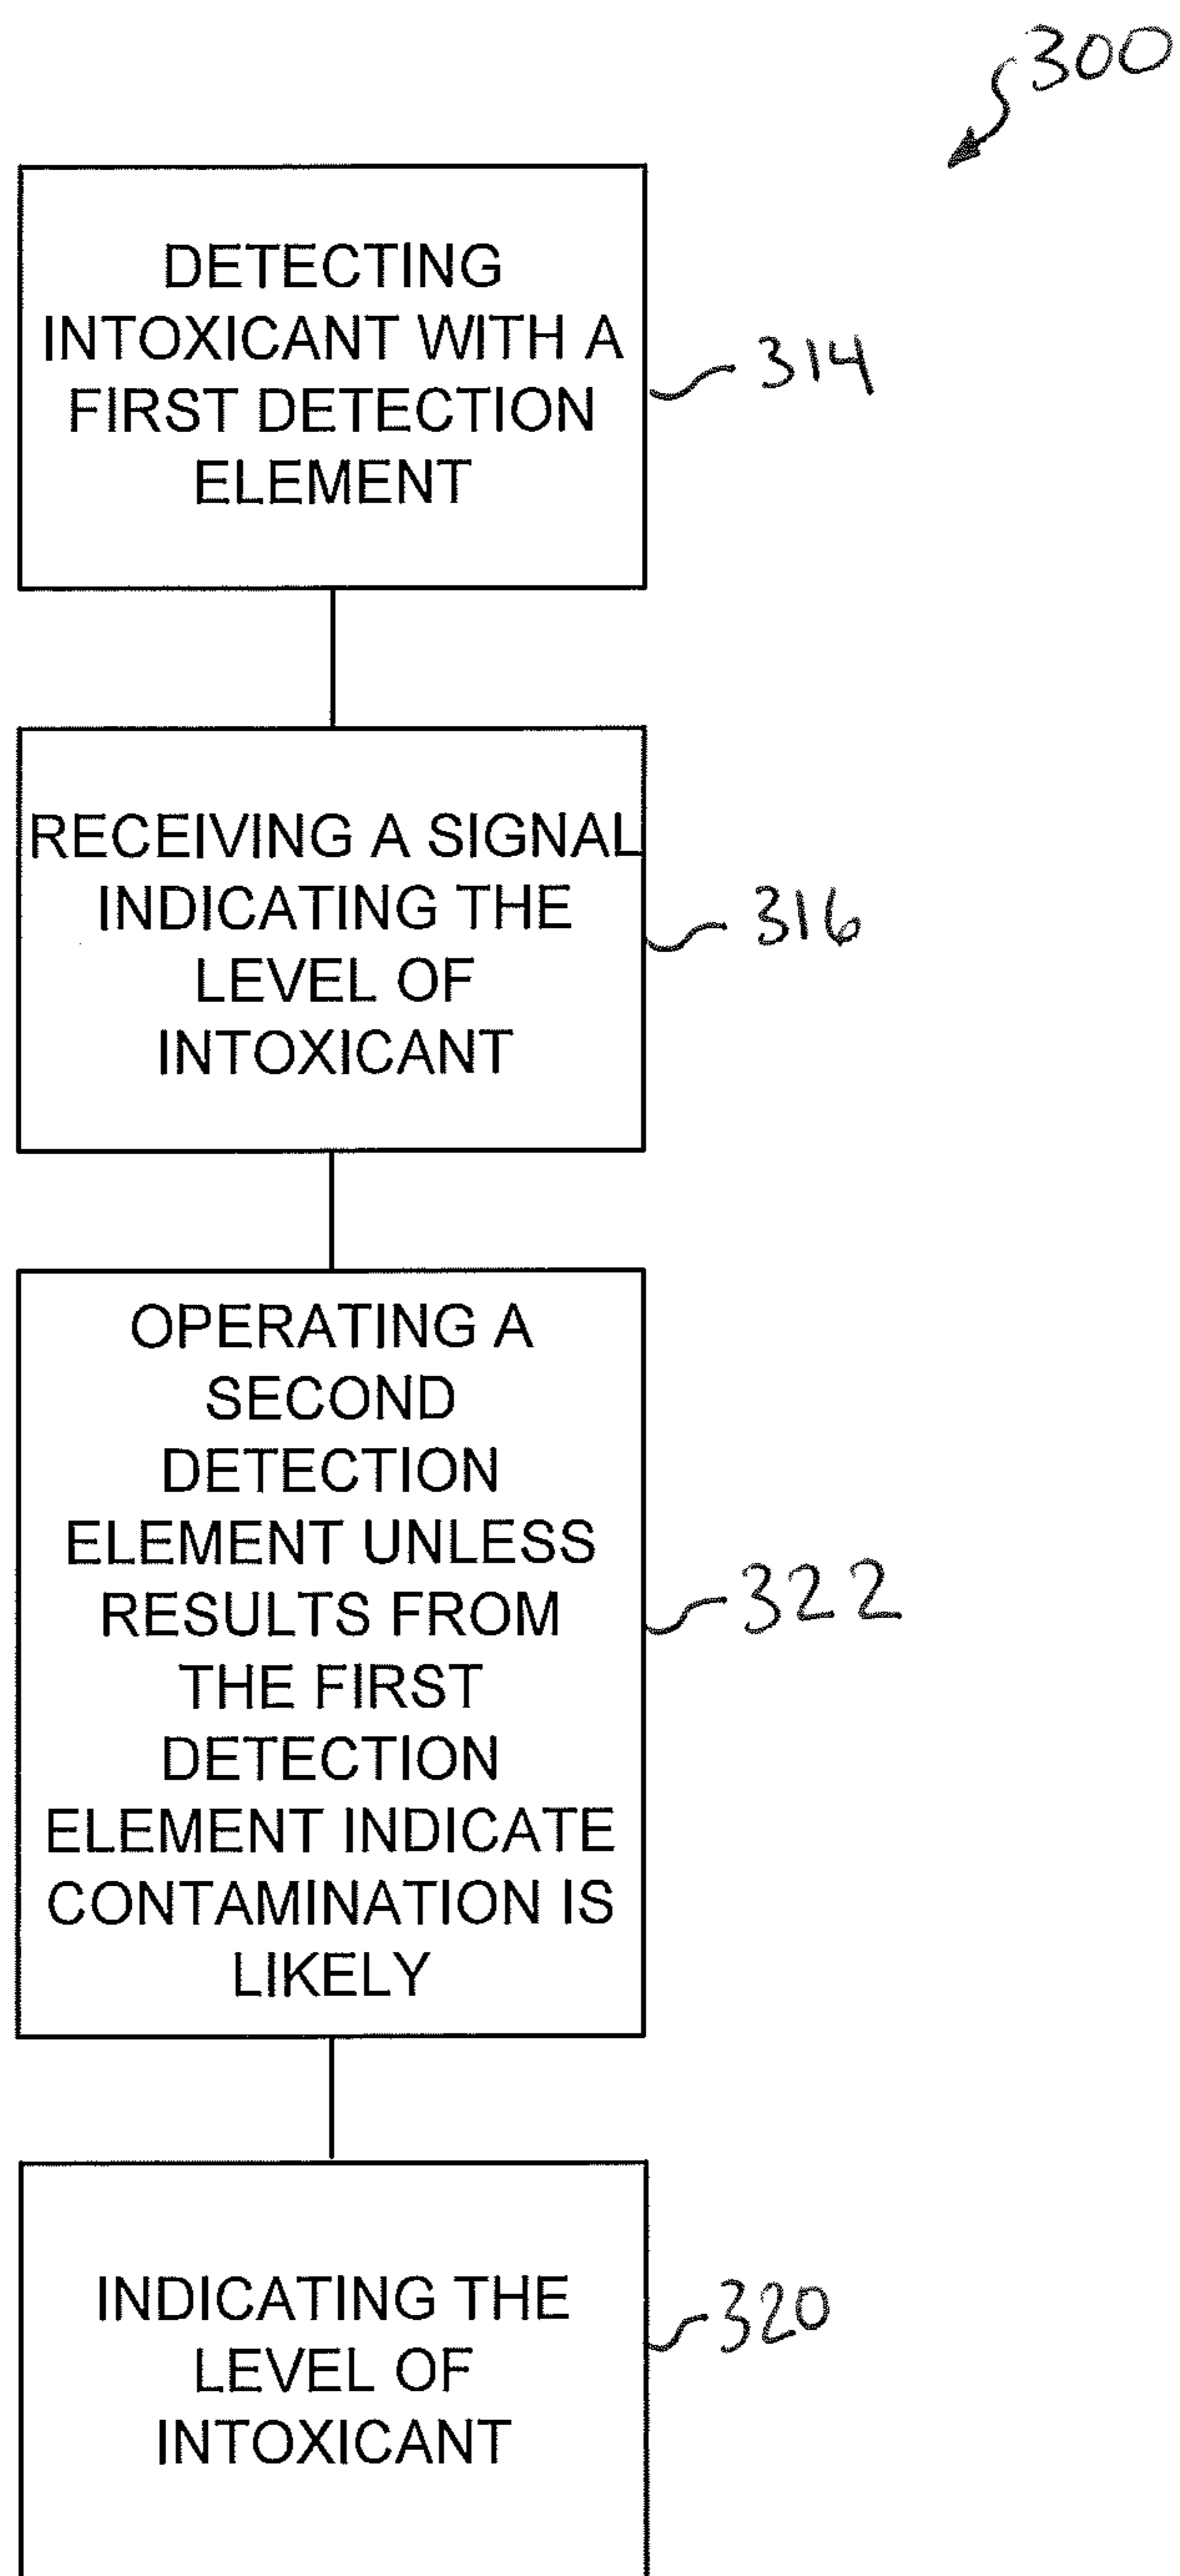 300
DETECTING
INTOXICANT WITH A
FIRST DETECTION
ELEMENT
314
RECEIVING A SIGNAL
INDICATING THE
LEVEL OF
INTOXICANT
316
OPERATING A
SECOND
DETECTION
ELEMENT UNLESS
RESULTS FROM
THE FIRST
DETECTION
ELEMENT INDICATE
CONTAMINATION IS
LIKELY
322
INDICATING THE
LEVEL OF
INTOXICANT
320